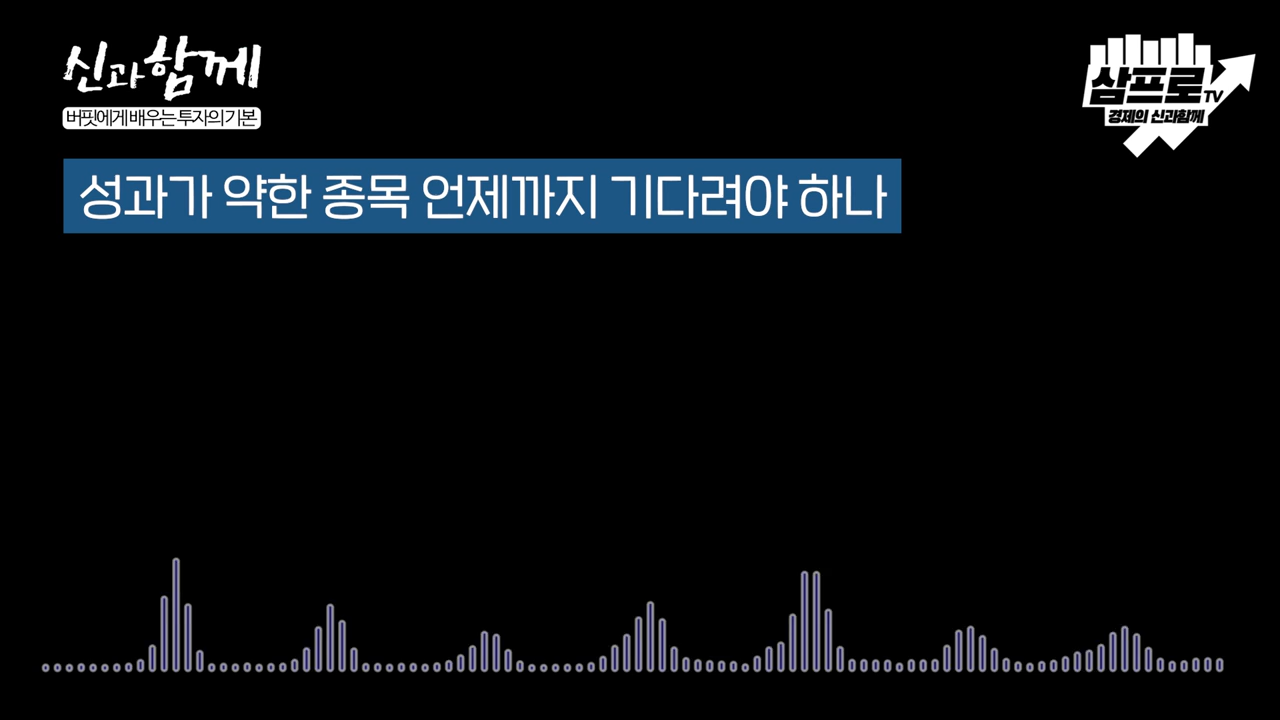 신과함께
버핏에게 배우는 투자의 기본
삼프로TV
경제의 신과함께
성과가 약한 종목 언제까지 기다려야 하나